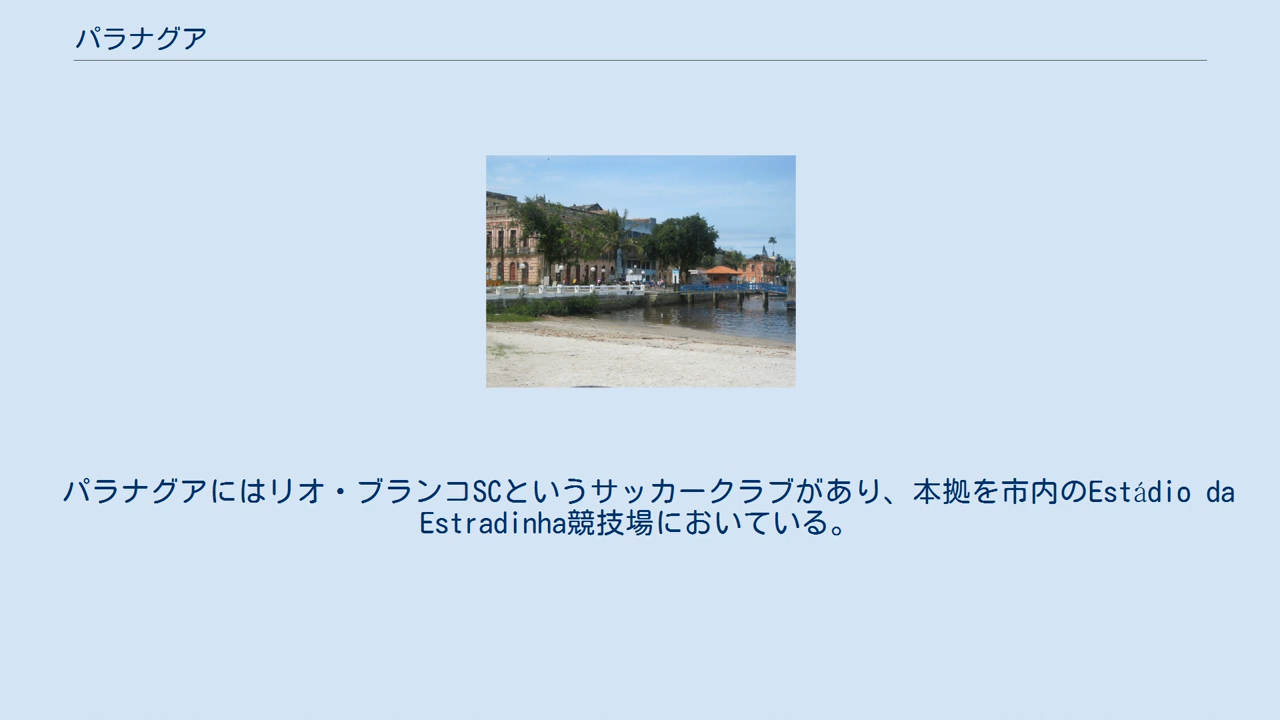 パラナグア
パラナグアにはリオ・ブランコSCというサッカークラブがあり、本拠を市内のEstádio da
Estradinha競技場においている。